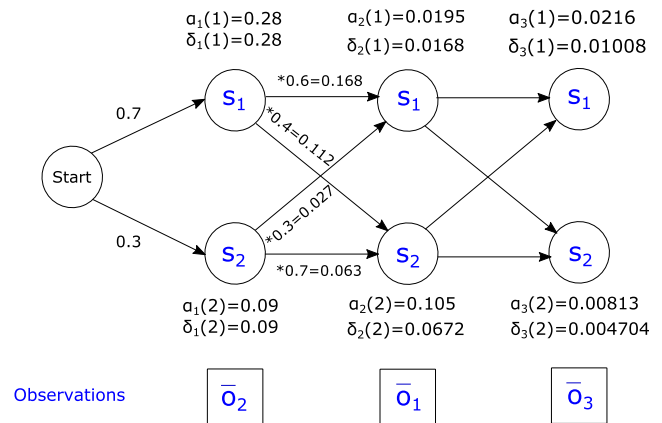 α₁(1)=0.28 α₂(1)=0.0195 α₃(1)=0.0216
δ₁(1)=0.28 δ₂(1)=0.0168 δ₃(1)=0.01008
s₁ *0.6=0.168 s₁ s₁
0.7 *0.4=0.112
Start
0.3 *0.3=0.027
s₂ *0.7=0.063 s₂ s₂
α₁(2)=0.09 α₂(2)=0.105 α₃(2)=0.00813
δ₁(2)=0.09 δ₂(2)=0.0672 δ₃(2)=0.004704
Observations o̅₂ o̅₁ o̅₃